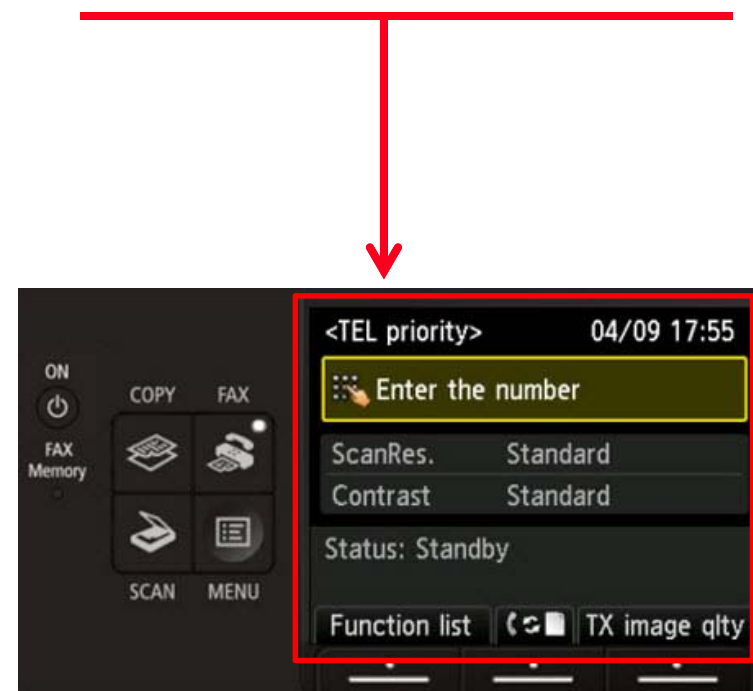 <TEL priority> 04/09 17:55
Enter the number
ScanRes. Standard
Contrast Standard
Status: Standby
Function list TX image qlty
ON
FAX
Memory
COPY FAX
SCAN MENU